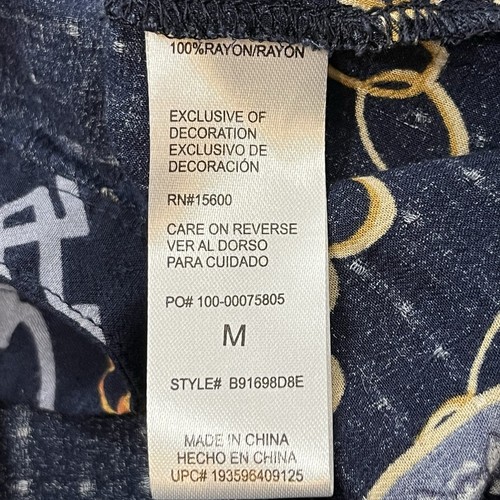 100%RAYON/RAYON
EXCLUSIVE OF
DECORATION
EXCLUSIVO DE
DECORACIÓN
RN#15600
CARE ON REVERSE
VER AL DORSO
PARA CUIDADO
PO# 100-00075805
M
STYLE# B91698D8E
MADE IN CHINA
HECHO EN CHINA
UPC# 193596409125